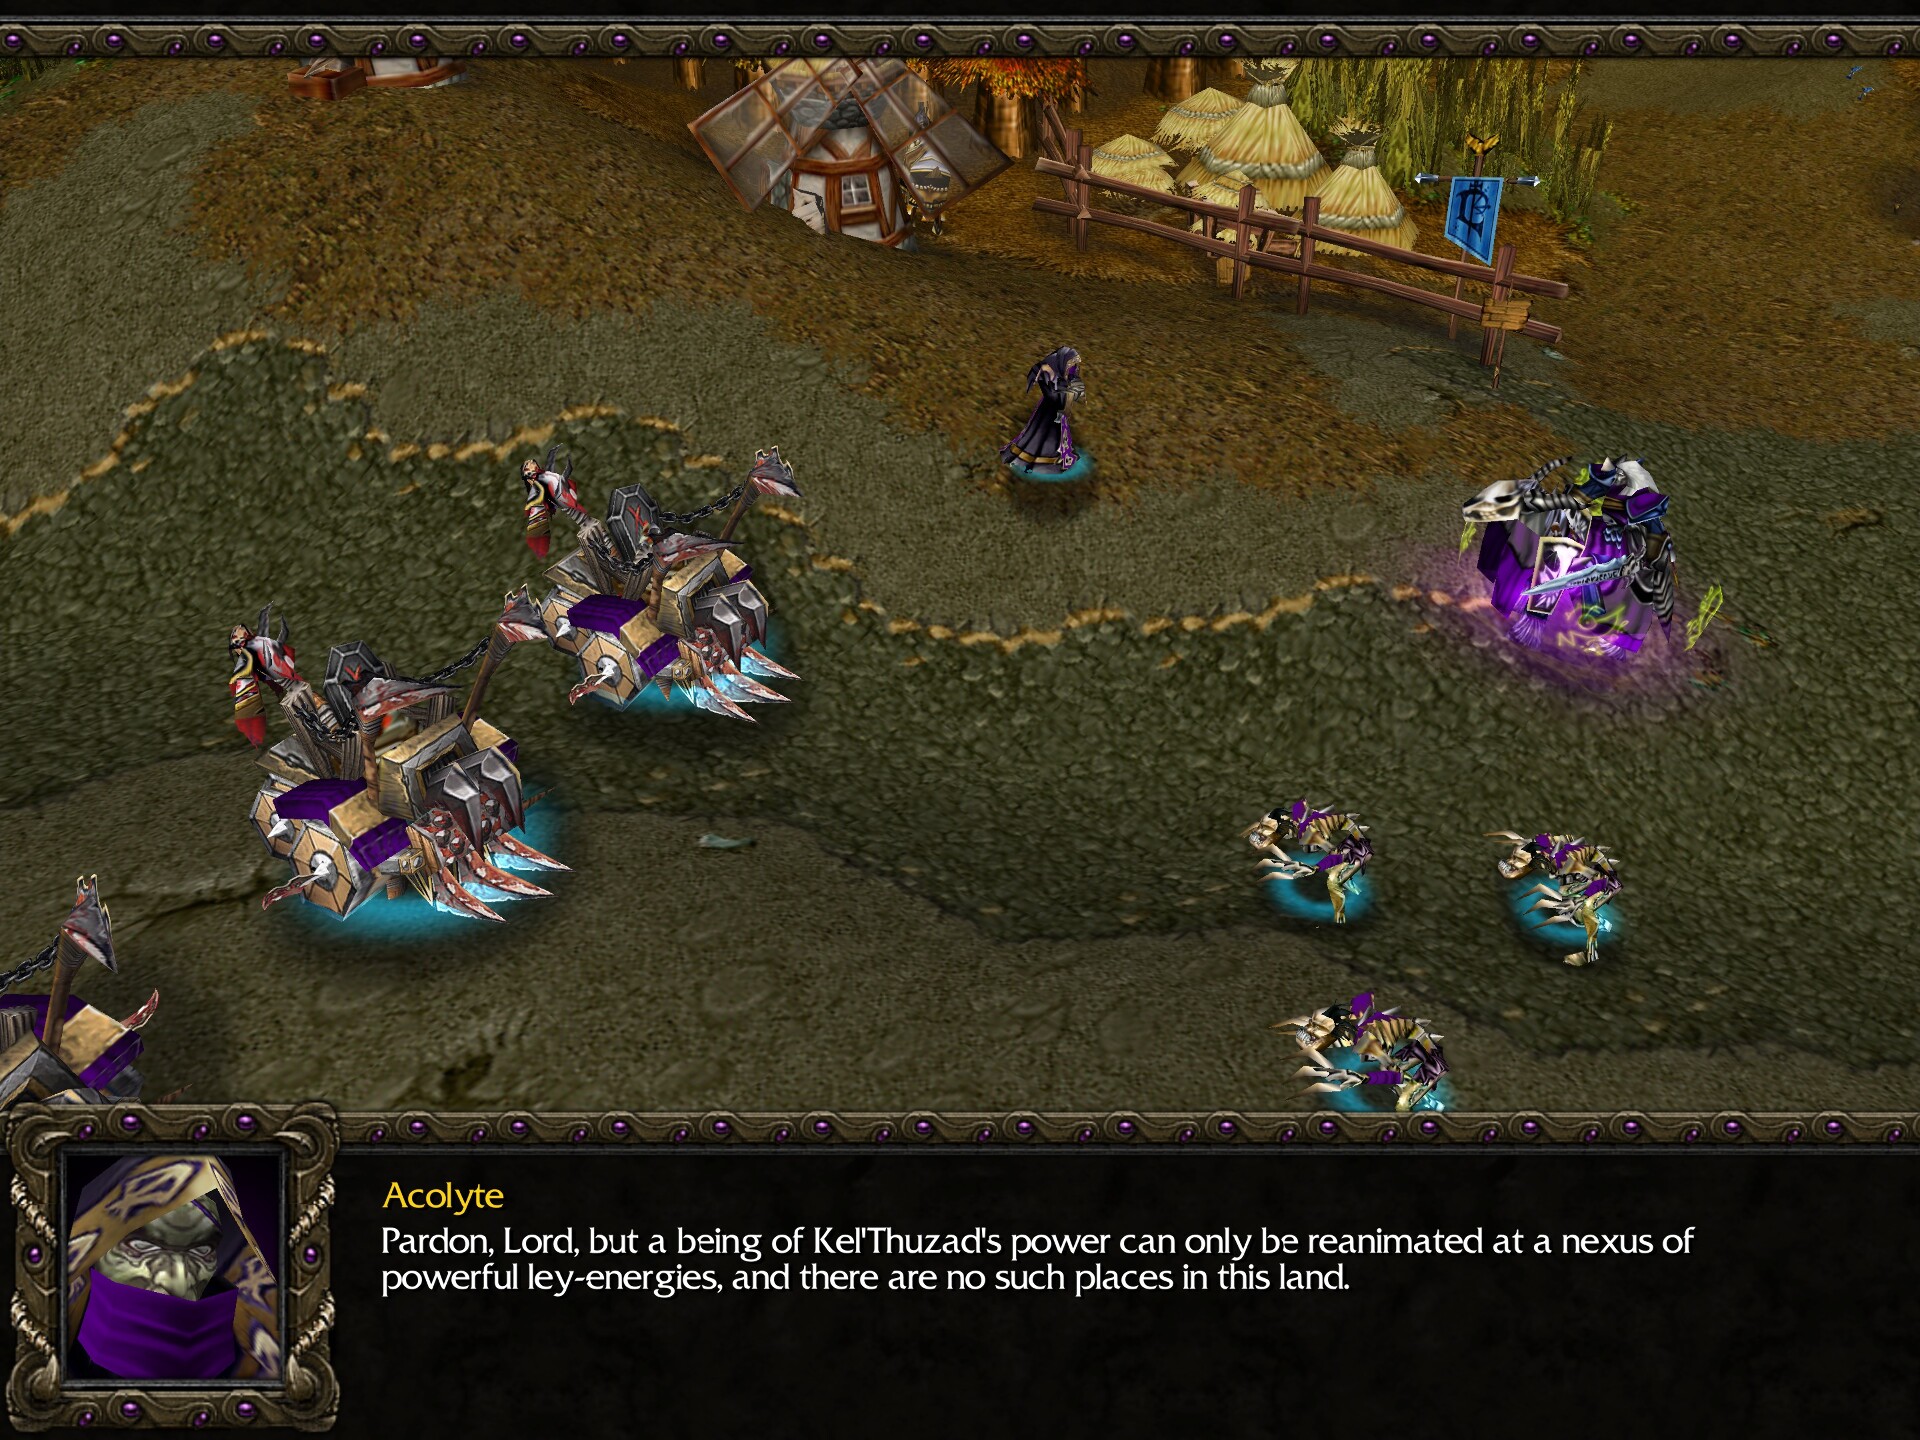 Acolyte
Pardon, Lord, but a being of Kel'Thuzad's power can only be reanimated at a nexus of
powerful ley-energies, and there are no such places in this land.